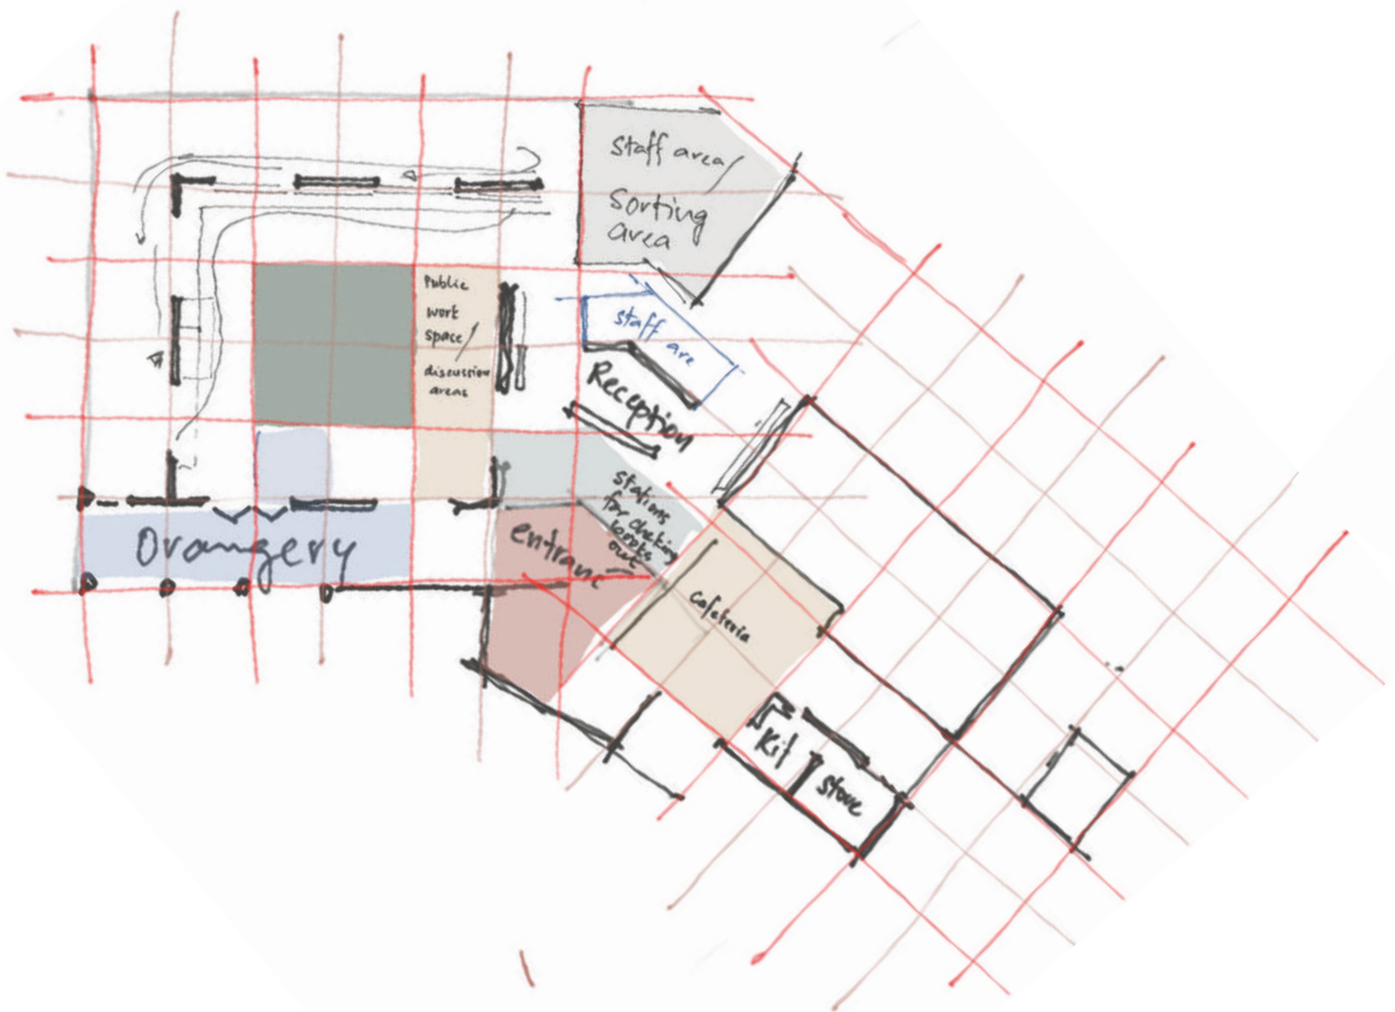 Staff area/
Sorting
area
Public
work
space/
discussion
areas
staff are
Reception
stations
for checking
books
out
Orangery
entranc
Cafeteria
Kit
Store